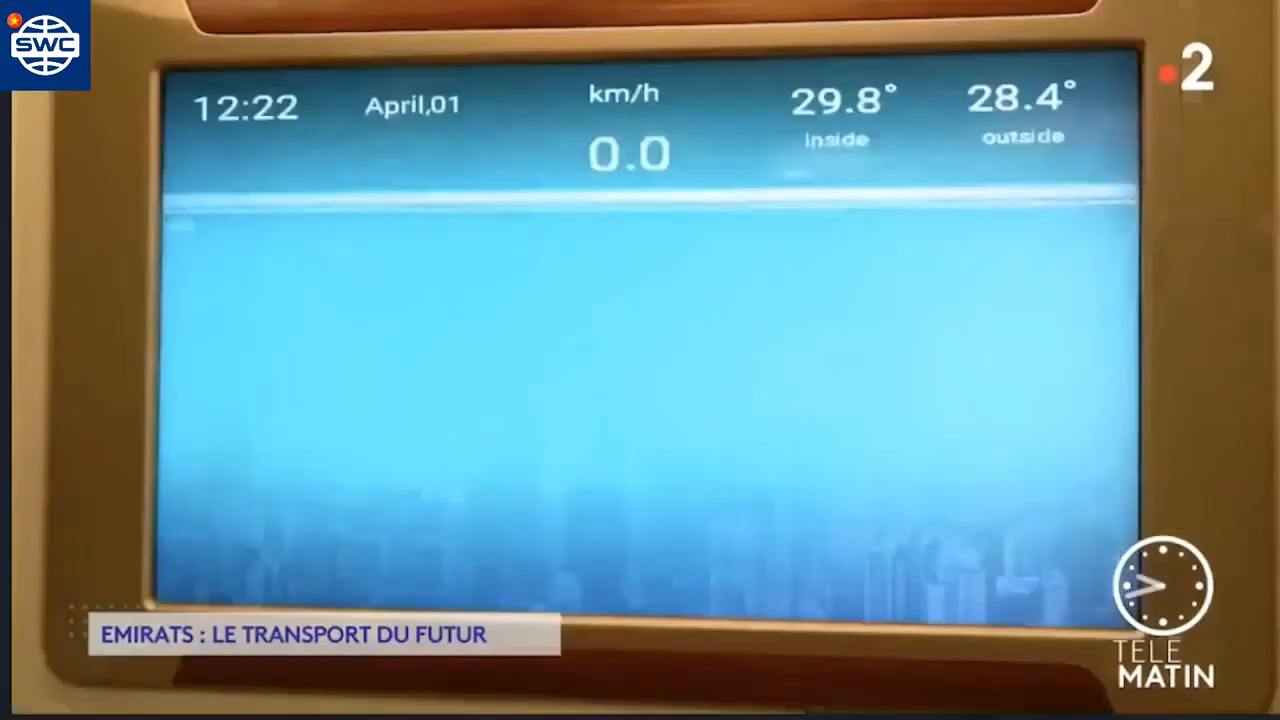 SWC
2
12:22
April,01
km/h
29.8°
28.4°
inside
outside
0.0
EMIRATS : LE TRANSPORT DU FUTUR
TELE
MATIN